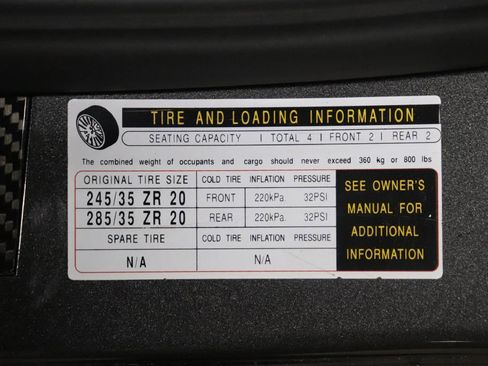 TIRE AND LOADING INFORMATION
SEATING CAPACITY | TOTAL 4 | FRONT 2 | REAR 2
The combined weight of occupants and cargo should never exceed 360 kg or 800 lbs
ORIGINAL TIRE SIZE COLD TIRE INFLATION PRESSURE
245/35 ZR 20 FRONT 220kPa. 32PSI
285/35 ZR 20 REAR 220kPa. 32PSI
SPARE TIRE COLD TIRE INFLATION PRESSURE
N/A N/A
SEE OWNER'S
MANUAL FOR
ADDITIONAL
INFORMATION